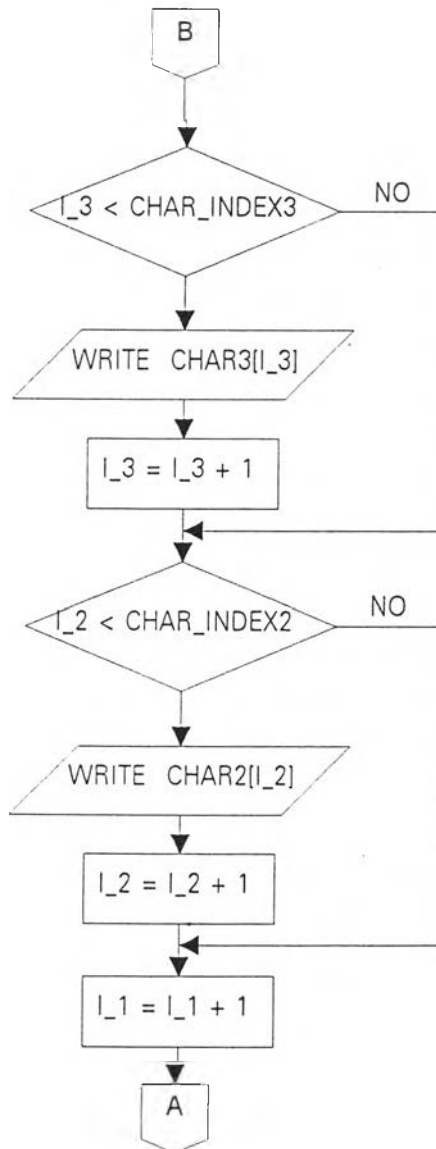 B
I_3 < CHAR_INDEX3
NO
WRITE CHAR3[I_3]
I_3 = I_3 + 1
I_2 < CHAR_INDEX2
NO
WRITE CHAR2[I_2]
I_2 = I_2 + 1
I_1 = I_1 + 1
A